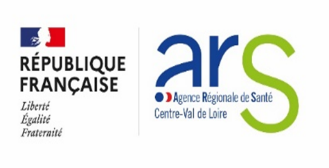 RÉPUBLIQUE
FRANÇAISE
Liberté
Égalité
Fraternité
ars
Agence Régionale de Santé
Centre-Val de Loire